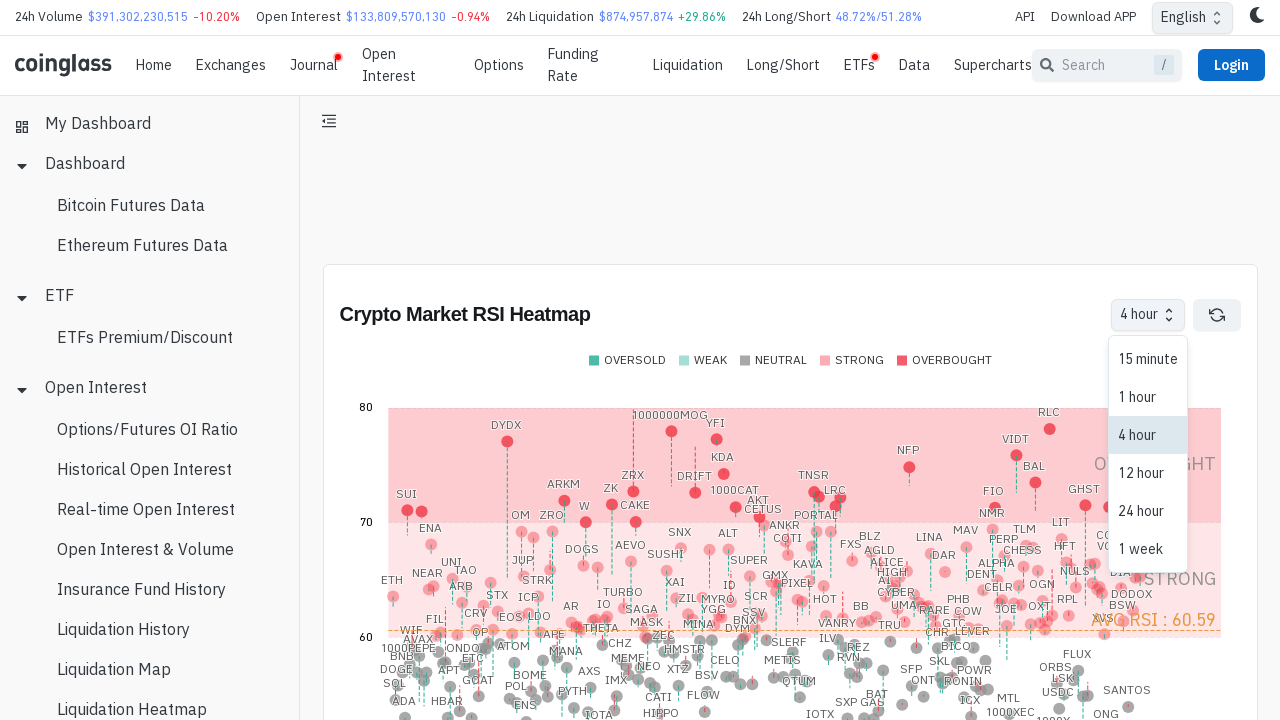 24h Volume $391,302,230,515 -10.20% Open Interest $133,809,570,130 -0.94% 24h Liquidation $874,957,874 +29.86% 24h Long/Short 48.72%/51.28% API Download APP English
coinglass Home Exchanges Journal Open Interest Options Funding Rate Liquidation Long/Short ETFs Data Supercharts Search / Login
My Dashboard
Dashboard
Bitcoin Futures Data
Ethereum Futures Data
ETF
ETFs Premium/Discount
Open Interest
Options/Futures OI Ratio
Historical Open Interest
Real-time Open Interest
Open Interest & Volume
Insurance Fund History
Liquidation History
Liquidation Map
Liquidation Heatmap
Crypto Market RSI Heatmap
4 hour
15 minute
1 hour
4 hour
12 hour
24 hour
1 week
OVERSOLD WEAK NEUTRAL STRONG OVERBOUGHT
80
1000000MOG RLC
DYDX YFI
VIDT
KDA NFP BAL
ZRX DRIFT TNSR
ARKM ZK 1000CAT LRC FIO GHST
SUI W CAKE AKT
CETUS
70
OM ZRO PORTAL NMR LIT
ENA SNX ALT ANKR MAV TLM
CQTI BLZ LINA PERP
DOGS AEVO SUSHI FXS AGLD CHESS HFT
UNI JUP SUPER KAVA ALICE DAR ALPHA
NEAR TAO STRK XAI GMX HIGH DENT NULS
ETH ARB ID PIXEL CELR OGN DODOX
STX ICP TURBO ZIL MYRO SCR HOT CYBER PHB RPL
CRV AR IO SAGA YGG SSV BB UMA RARE COW JOE OXT BSW
FIL EOS LDO MASK MINA BNX VANRY TRU GTC XVS
STRONG
AVG RSI : 60.59
60
WIF OP APE THETA ZEC DYM CHR LEVER
AVAX ATOM CHZ HMSTR SLERF ILV REZ BICO
1000PEPE ONDO MANA
BNB ETC MEME NEO CELO METIS RVN SKL FLUX
DOGE APT BOME AXS XTZ SFP POWR ORBS
SOL GOAT POL IMX BSV QTUM ONT RONIN LSK
ADA HBAR ENS PYTH CATI FLOW BAT MTL USDC SANTOS
IOTA HIPPO IOTX SXP GAS ICX 1000XEC ONG